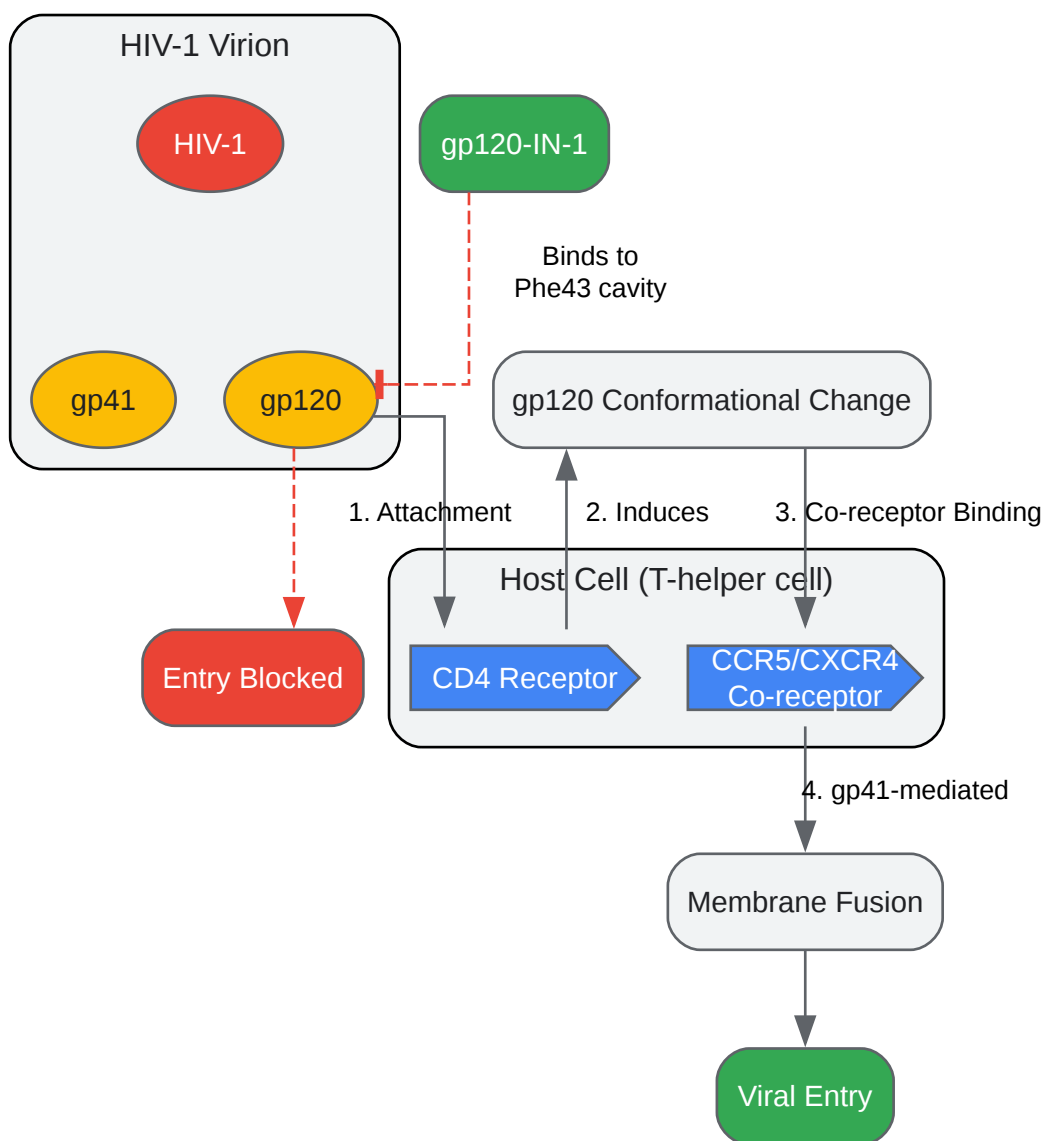 HIV-1 Virion
HIV-1
gp120-IN-1
Binds to
Phe43 cavity
gp41
gp120
gp120 Conformational Change
1. Attachment
2. Induces
3. Co-receptor Binding
Host Cell (T-helper cell)
Entry Blocked
CD4 Receptor
CCR5/CXCR4
Co-receptor
4. gp41-mediated
Membrane Fusion
Viral Entry